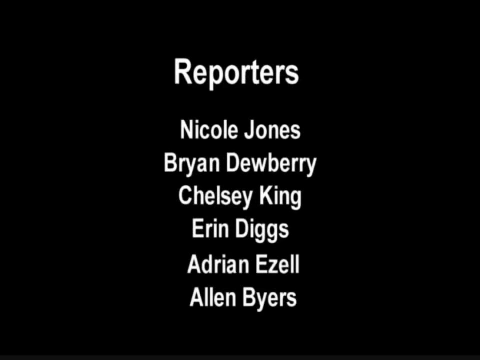 Reporters
Nicole Jones
Bryan Dewberry
Chelsey King
Erin Diggs
Adrian Ezell
Allen Byers